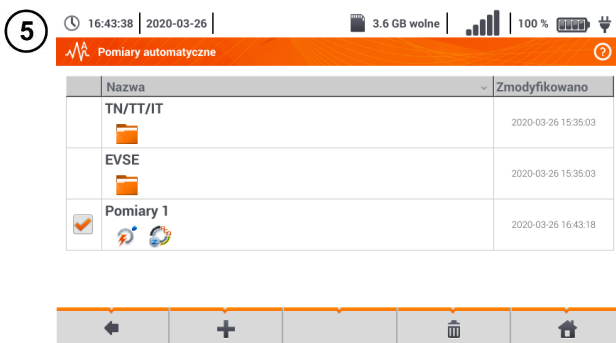 5
16:43:38 2020-03-26 3.6 GB wolne 100 %
Pomiary automatyczne ?
Nazwa Zmodyfikowano
TN/TT/IT
2020-03-26 15:35:03
EVSE
2020-03-26 15:35:03
Pomiary 1
2020-03-26 16:43:18